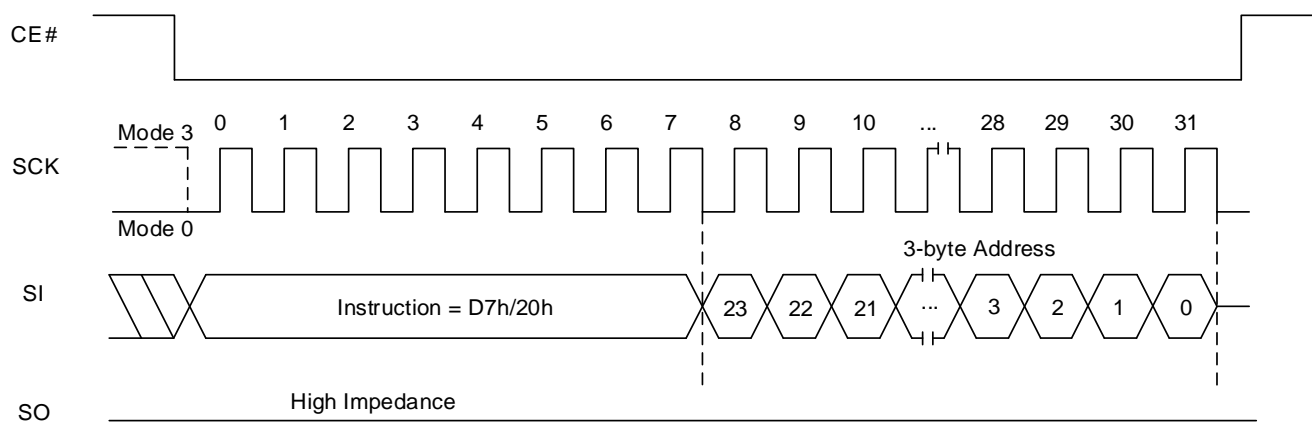 CE#
Mode 3
0 1 2 3 4 5 6 7 8 9 10 ... 28 29 30 31
SCK
Mode 0
3-byte Address
SI
Instruction = D7h/20h
23 22 21 ... 3 2 1 0
High Impedance
SO